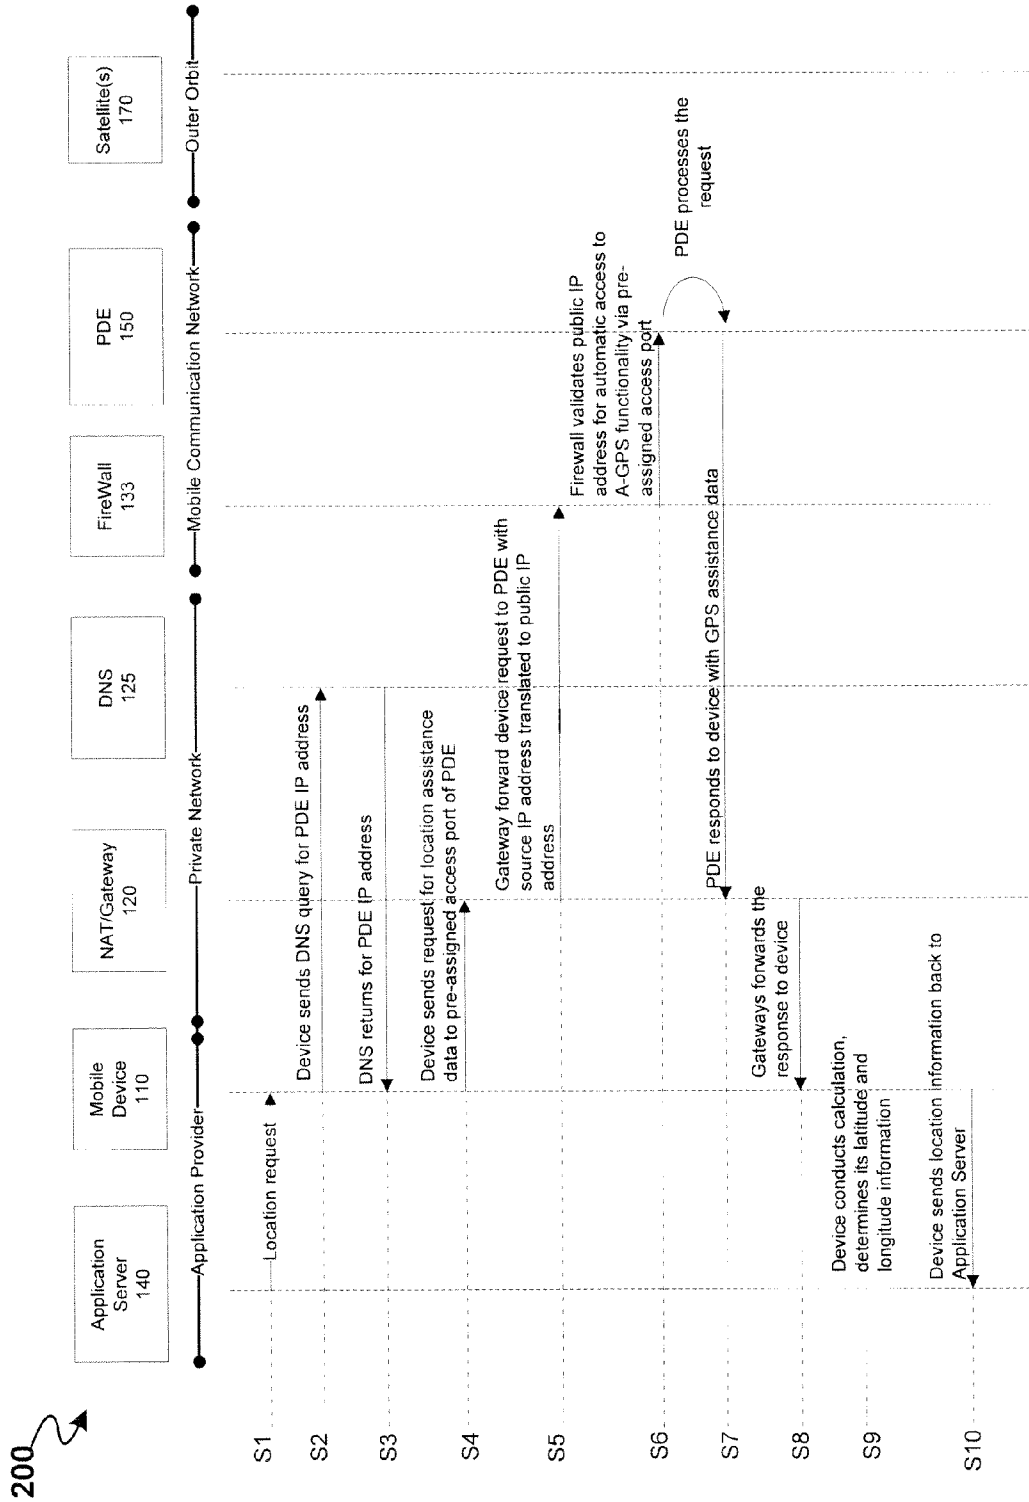 200
Application
Server
140
Mobile
Device
110
NAT/Gateway
120
DNS
125
FireWall
133
PDE
150
Satellite(s)
170
Application Provider
Private Network
Mobile Communication Network
Outer Orbit
S1
Location request
S2
Device sends DNS query for PDE IP address
S3
DNS returns for PDE IP address
S4
Device sends request for location assistance
data to pre-assigned access port of PDE
S5
Gateway forward device request to PDE with
source IP address translated to public IP
address
S6
Firewall validates public IP
address for automatic access to
A-GPS functionality via pre-
assigned access port
PDE processes the
request
S7
PDE responds to device with GPS assistance data
S8
Gateways forwards the
response to device
S9
Device conducts calculation,
determines its latitude and
longitude information
S10
Device sends location information back to
Application Server